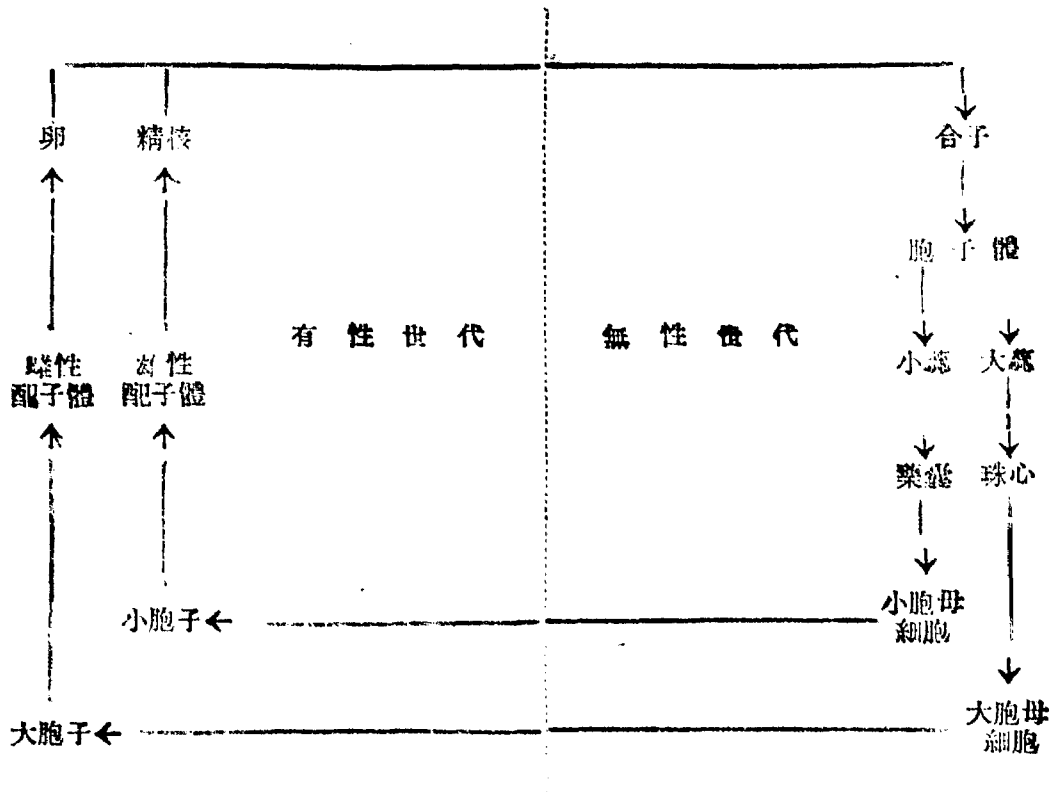 卵 精核 合子
胞子體
有性世代 無性世代
雌性
配子體
雄性
配子體
小蕊 大蕊
藥囊 珠心
小胞子
小胞母
細胞
大胞子
大胞母
細胞